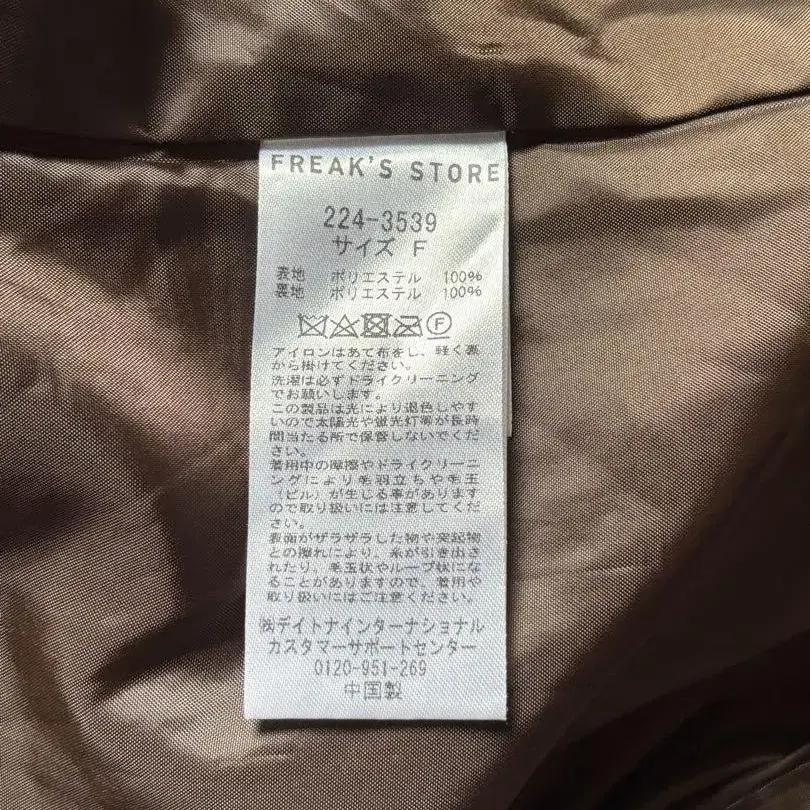 FREAK'S STORE
224-3539
サイズ F
表地 ポリエステル 100%
裏地 ポリエステル 100%
F
アイロンはあて布をし、軽く裏
から掛けてください。
洗濯は必ずドライクリーニング
でお願いします。
この製品は光により退色しやす
いので太陽光や蛍光灯等が長時
間当たる所で保管しないでくだ
さい。
着用中の摩擦やドライクリーニ
ングにより毛羽立ちや毛玉
(ピル)が生じる事があります
ので取り扱いには注意してくだ
さい。
表面がザラザラした物や突起物
との擦れにより、糸が引き出さ
れたり、毛玉状やループ状にな
ることがありますので、着用や
取り扱いにはご注意ください。
㈱デイトナインターナショナル
カスタマーサポートセンター
0120-951-269
中国製